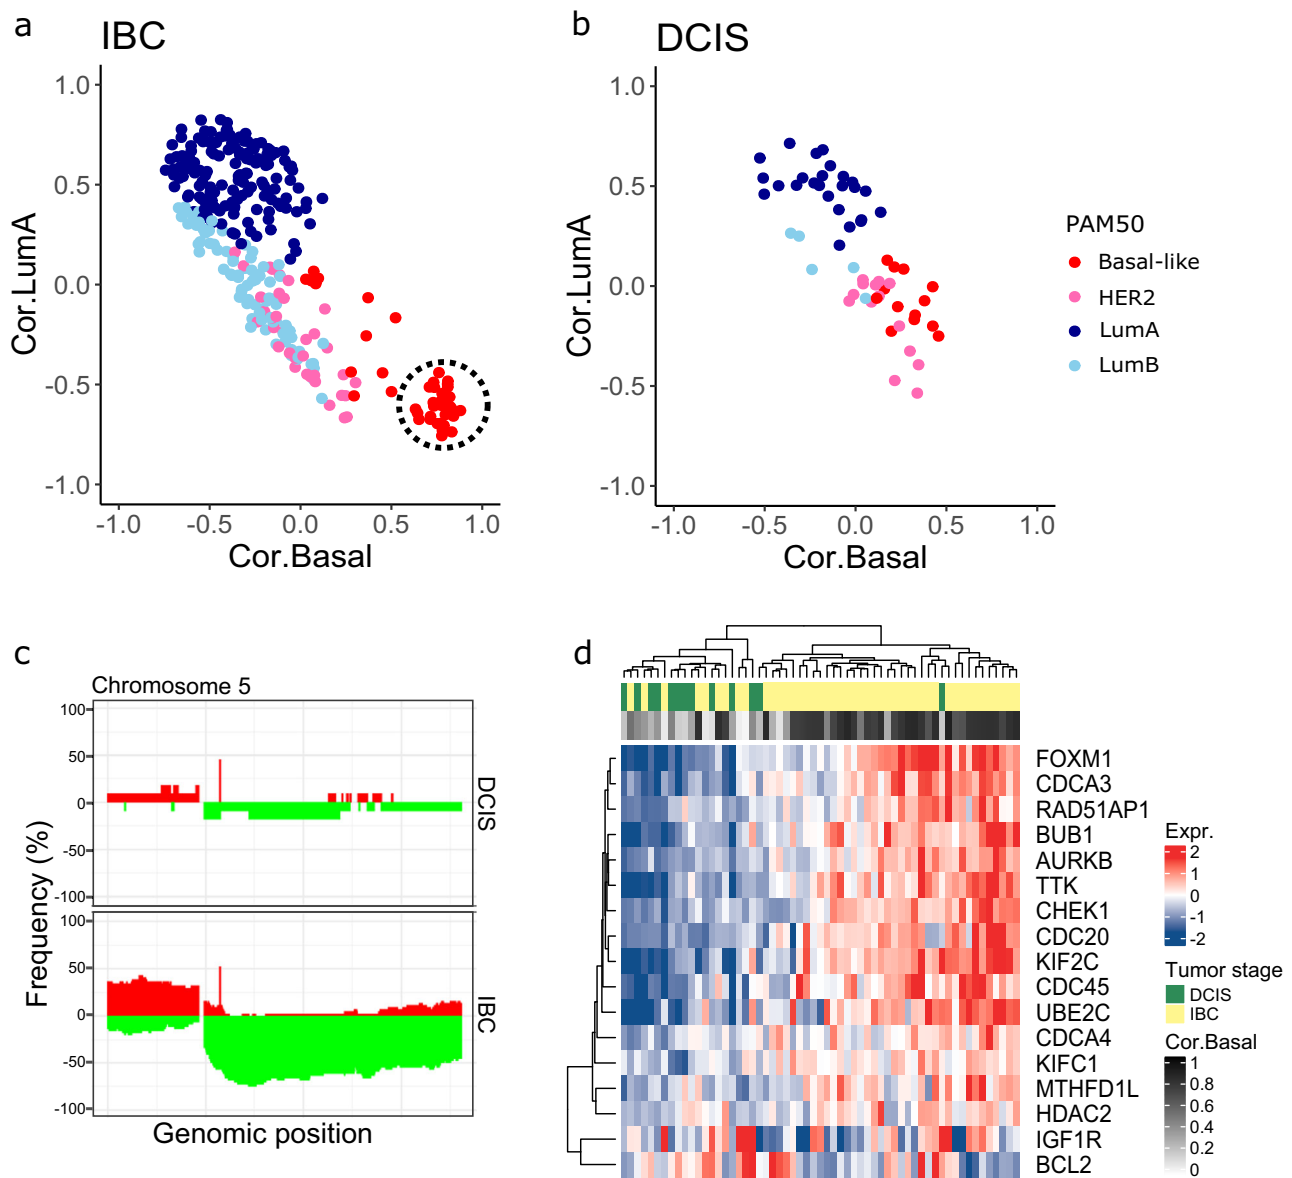 a
IBC
1.0
0.5
0.0
-0.5
-1.0
Cor.LumA
-1.0 -0.5 0.0 0.5 1.0
Cor.Basal
b
DCIS
1.0
0.5
0.0
-0.5
-1.0
Cor.LumA
-1.0 -0.5 0.0 0.5 1.0
Cor.Basal
PAM50
Basal-like
HER2
LumA
LumB
c
Chromosome 5
100
50
0
-50
-100
DCIS
100
50
0
-50
-100
IBC
Frequency (%)
Genomic position
d
FOXM1
CDCA3
RAD51AP1
BUB1
AURKB
TTK
CHEK1
CDC20
KIF2C
CDC45
UBE2C
CDCA4
KIFC1
MTHFD1L
HDAC2
IGF1R
BCL2
Expr.
2
1
0
-1
-2
Tumor stage
DCIS
IBC
Cor.Basal
1
0.8
0.6
0.4
0.2
0